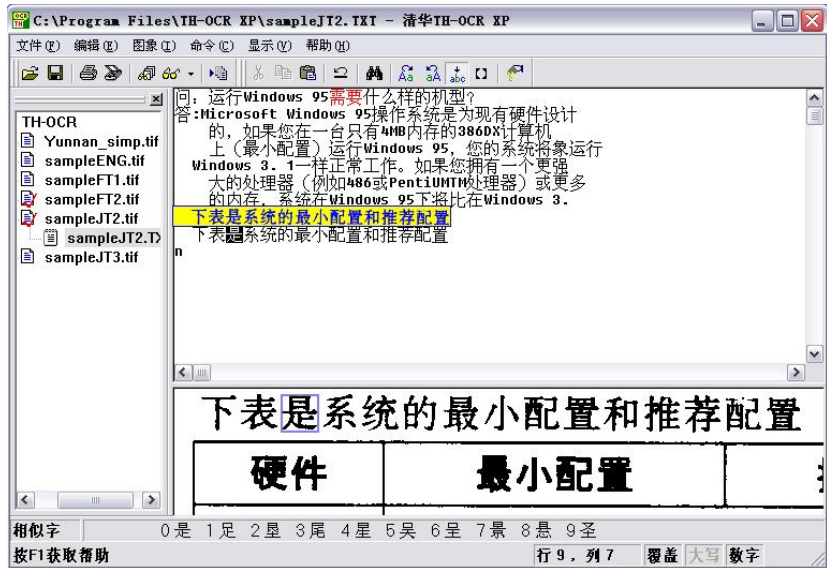 C:\Program Files\TH-OCR XP\sampleJT2.TXT - 清华TH-OCR XP
文件(F) 编辑(E) 图象(I) 命令(C) 显示(V) 帮助(H)
TH-OCR
Yunnan_simp.tif
sampleENG.tif
sampleFT1.tif
sampleFT2.tif
sampleJT2.tif
sampleJT2.T
sampleJT3.tif
问: 运行Windows 95需要什么样的机型?
答:Microsoft Windows 95操作系统是为现有硬件设计
的, 如果您在一台只有4MB内存的386DX计算机
上 (最小配置) 运行Windows 95, 您的系统将象运行
Windows 3. 1一样正常工作。如果您拥有一个更强
大的处理器 (例如486或PentiUMTM处理器) 或更多
的内存, 系统在Windows 95下将比在Windows 3.
下表是系统的最小配置和推荐配置
下表是系统的最小配置和推荐配置
n
下表是系统的最小配置和推荐配置
硬件 最小配置
相似字 0是 1足 2垦 3尾 4星 5吴 6呈 7景 8悬 9圣
按F1获取帮助 行 9, 列 7 覆盖 大写 数字